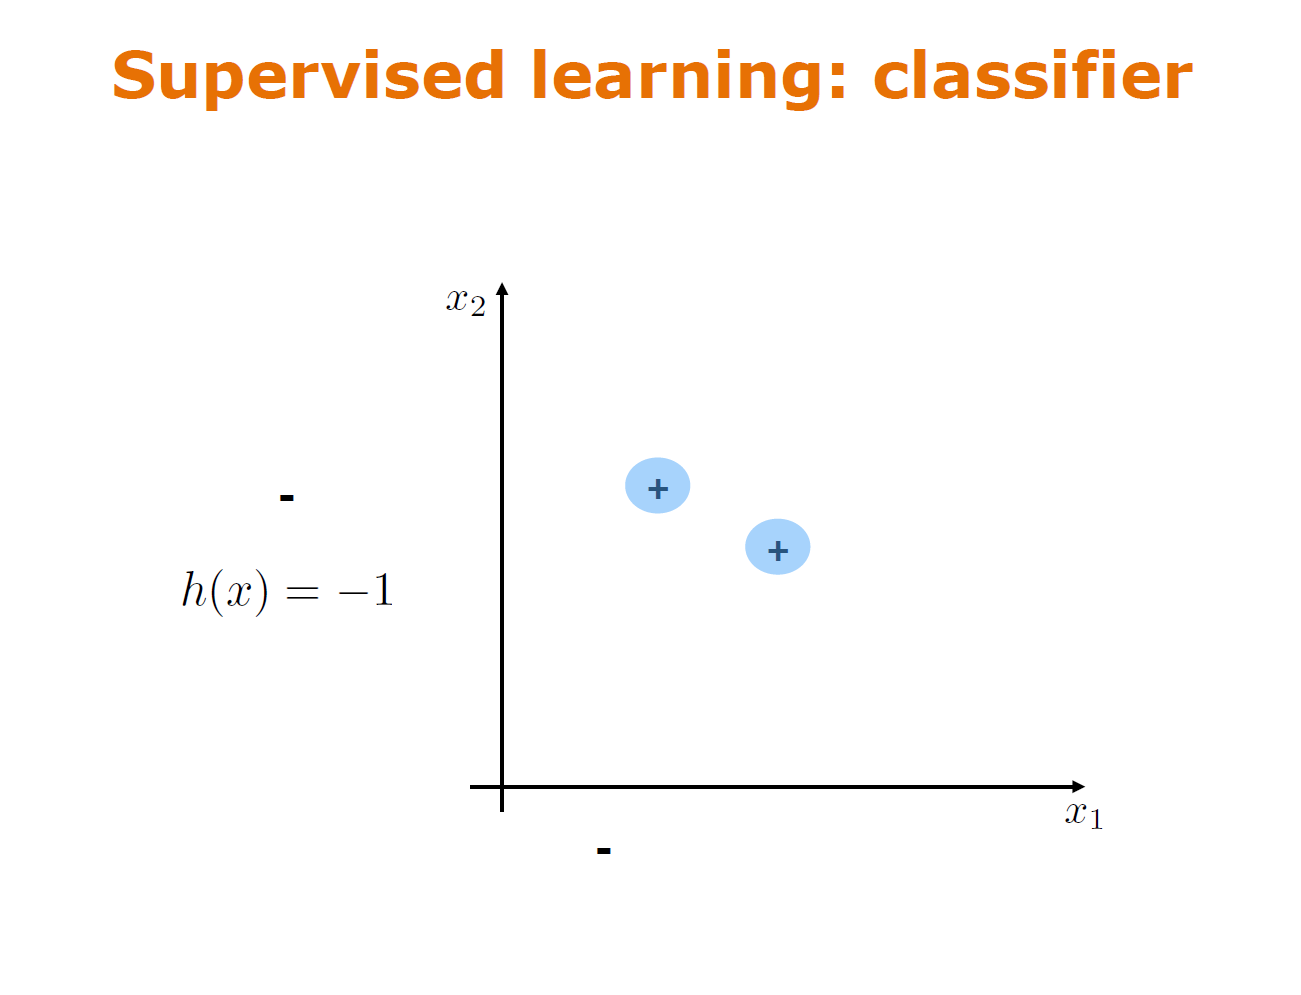 Supervised learning: classifier
x₂
+
-
+
h(x) = −1
x₁
-